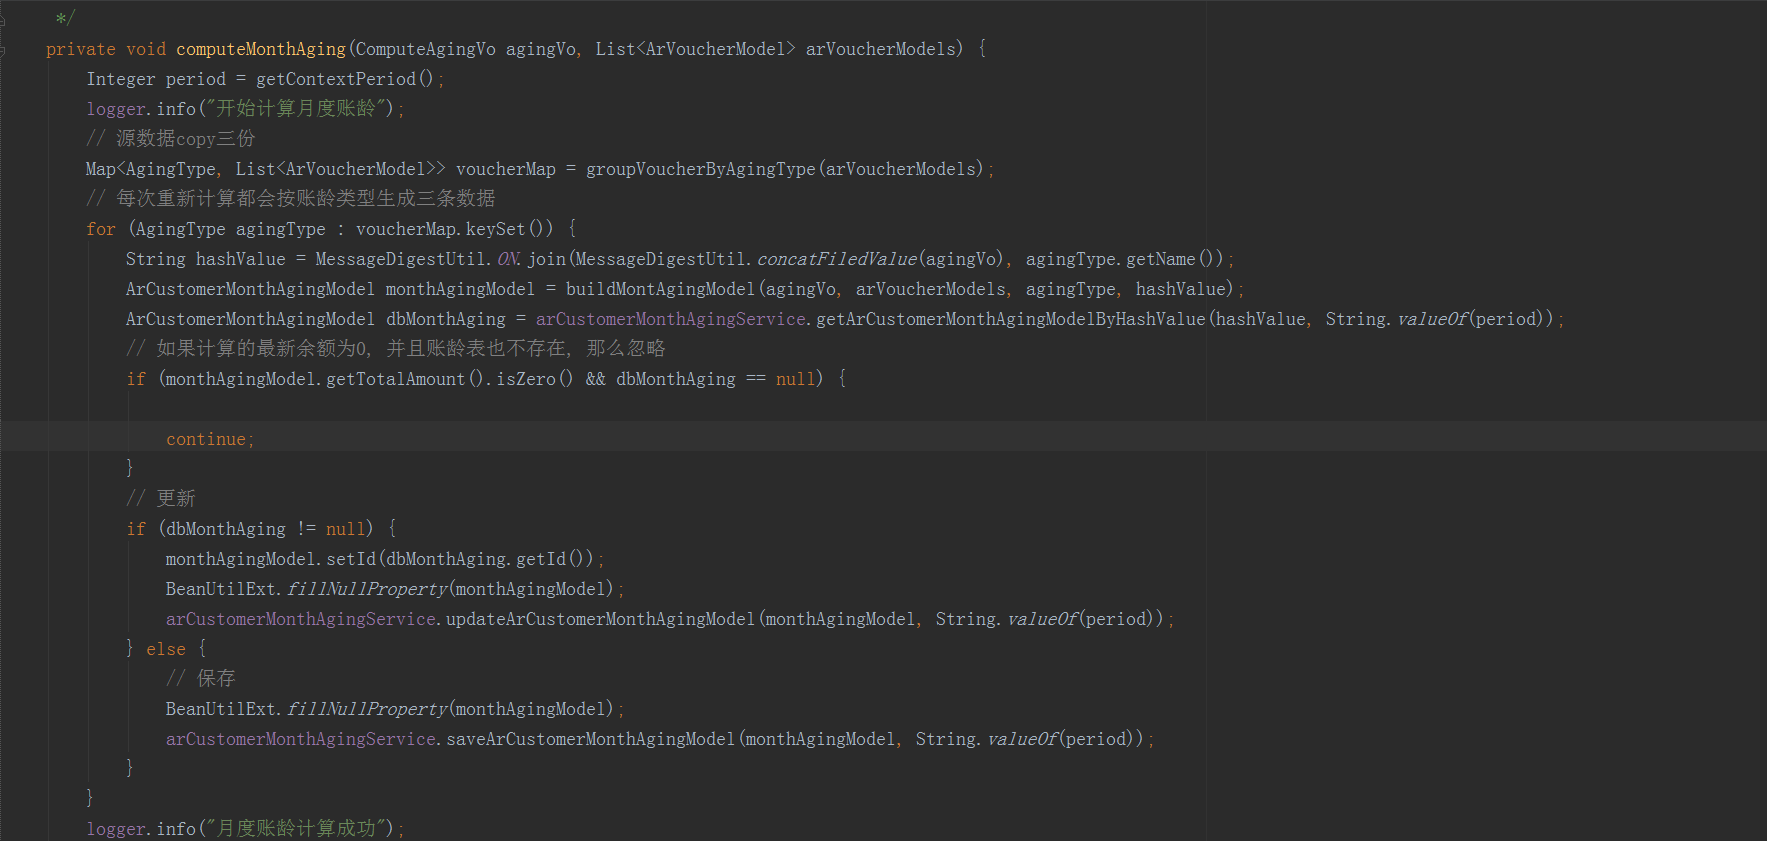 */
private void computeMonthAging(ComputeAgingVo agingVo, List<ArVoucherModel> arVoucherModels) {
Integer period = getContextPeriod();
logger.info("开始计算月度账龄");
// 源数据copy三份
Map<AgingType, List<ArVoucherModel>> voucherMap = groupVoucherByAgingType(arVoucherModels);
// 每次重新计算都会按账龄类型生成三条数据
for (AgingType agingType : voucherMap.keySet()) {
String hashValue = MessageDigestUtil.ON.join(MessageDigestUtil.concatFiledValue(agingVo), agingType.getName());
ArCustomerMonthAgingModel monthAgingModel = buildMontAgingModel(agingVo, arVoucherModels, agingType, hashValue);
ArCustomerMonthAgingModel dbMonthAging = arCustomerMonthAgingService.getArCustomerMonthAgingModelByHashValue(hashValue, String.valueOf(period));
// 如果计算的最新余额为0, 并且账龄表也不存在, 那么忽略
if (monthAgingModel.getTotalAmount().isZero() && dbMonthAging == null) {
continue;
}
// 更新
if (dbMonthAging != null) {
monthAgingModel.setId(dbMonthAging.getId());
BeanUtilExt.fillNullProperty(monthAgingModel);
arCustomerMonthAgingService.updateArCustomerMonthAgingModel(monthAgingModel, String.valueOf(period));
} else {
// 保存
BeanUtilExt.fillNullProperty(monthAgingModel);
arCustomerMonthAgingService.saveArCustomerMonthAgingModel(monthAgingModel, String.valueOf(period));
}
}
logger.info("月度账龄计算成功");